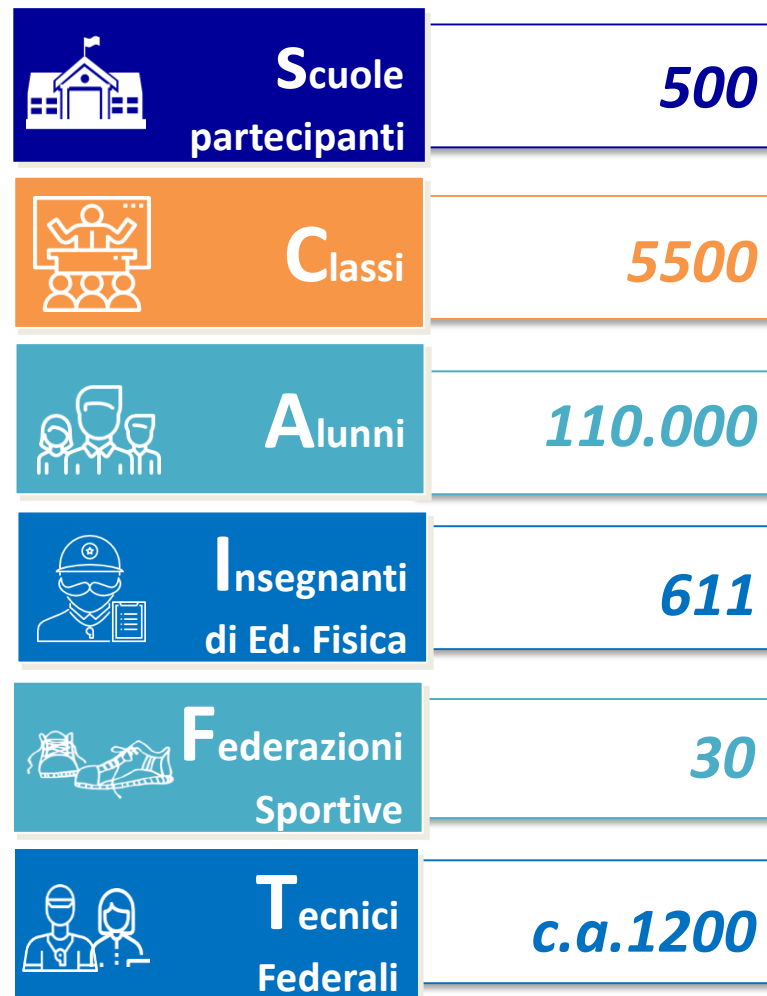 Scuole
partecipanti
500
Classi
5500
Alunni
110.000
Insegnanti
di Ed. Fisica
611
Federazioni
Sportive
30
Tecnici
Federali
c.a.1200